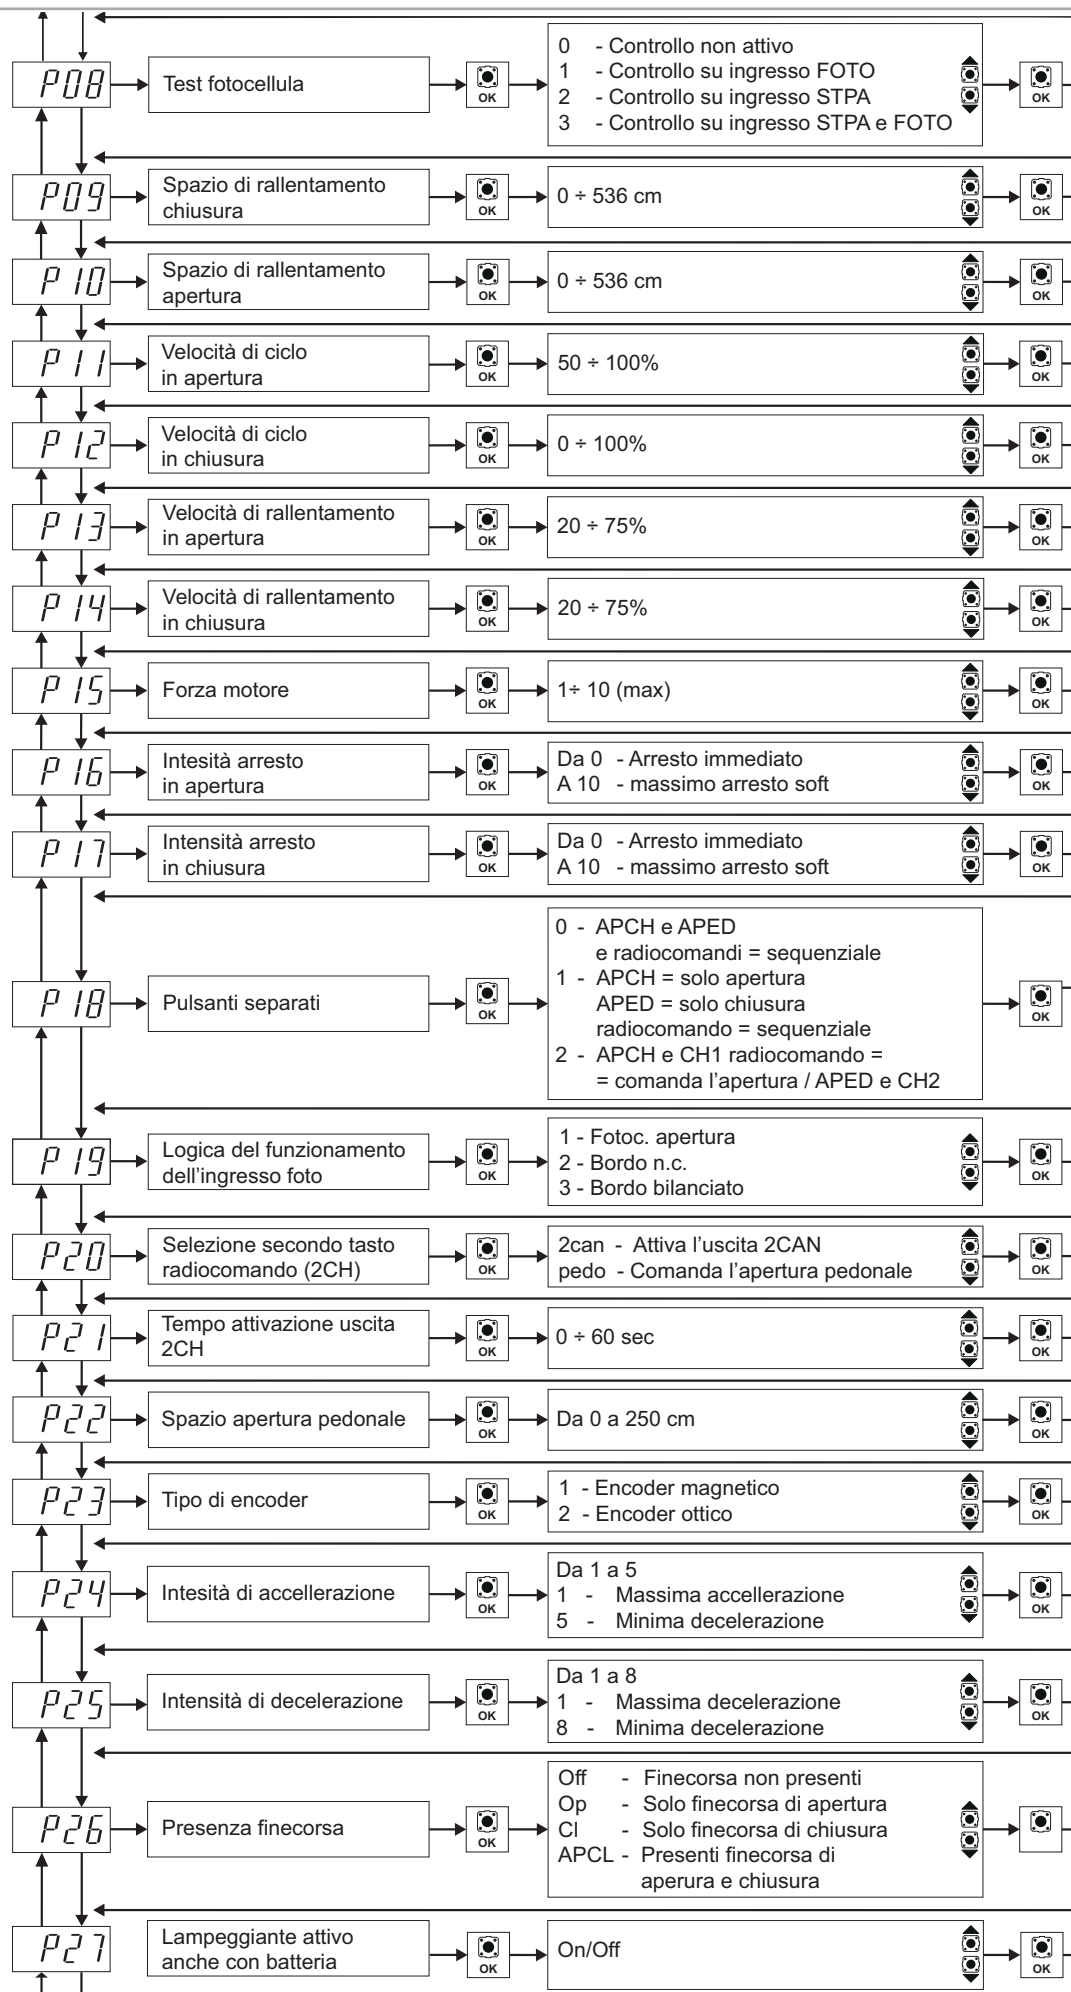 P08
Test fotocellula
OK
0 - Controllo non attivo
1 - Controllo su ingresso FOTO
2 - Controllo su ingresso STPA
3 - Controllo su ingresso STPA e FOTO
OK
P09
Spazio di rallentamento
chiusura
OK
0 ÷ 536 cm
OK
P10
Spazio di rallentamento
apertura
OK
0 ÷ 536 cm
OK
P11
Velocità di ciclo
in apertura
OK
50 ÷ 100%
OK
P12
Velocità di ciclo
in chiusura
OK
0 ÷ 100%
OK
P13
Velocità di rallentamento
in apertura
OK
20 ÷ 75%
OK
P14
Velocità di rallentamento
in chiusura
OK
20 ÷ 75%
OK
P15
Forza motore
OK
1÷ 10 (max)
OK
P16
Intesità arresto
in apertura
OK
Da 0 - Arresto immediato
A 10 - massimo arresto soft
OK
P17
Intensità arresto
in chiusura
OK
Da 0 - Arresto immediato
A 10 - massimo arresto soft
OK
P18
Pulsanti separati
OK
0 - APCH e APED
e radiocomandi = sequenziale
1 - APCH = solo apertura
APED = solo chiusura
radiocomando = sequenziale
2 - APCH e CH1 radiocomando =
= comanda l'apertura / APED e CH2
OK
P19
Logica del funzionamento
dell'ingresso foto
OK
1 - Fotoc. apertura
2 - Bordo n.c.
3 - Bordo bilanciato
OK
P20
Selezione secondo tasto
radiocomando (2CH)
OK
2can - Attiva l'uscita 2CAN
pedo - Comanda l'apertura pedonale
OK
P21
Tempo attivazione uscita
2CH
OK
0 ÷ 60 sec
OK
P22
Spazio apertura pedonale
OK
Da 0 a 250 cm
OK
P23
Tipo di encoder
OK
1 - Encoder magnetico
2 - Encoder ottico
OK
P24
Intesità di accellerazione
OK
Da 1 a 5
1 - Massima accellerazione
5 - Minima decelerazione
OK
P25
Intensità di decelerazione
OK
Da 1 a 8
1 - Massima decelerazione
8 - Minima decelerazione
OK
P26
Presenza finecorsa
OK
Off - Finecorsa non presenti
Op - Solo finecorsa di apertura
Cl - Solo finecorsa di chiusura
APCL - Presenti finecorsa di
aperura e chiusura
P27
Lampeggiante attivo
anche con batteria
OK
On/Off
OK